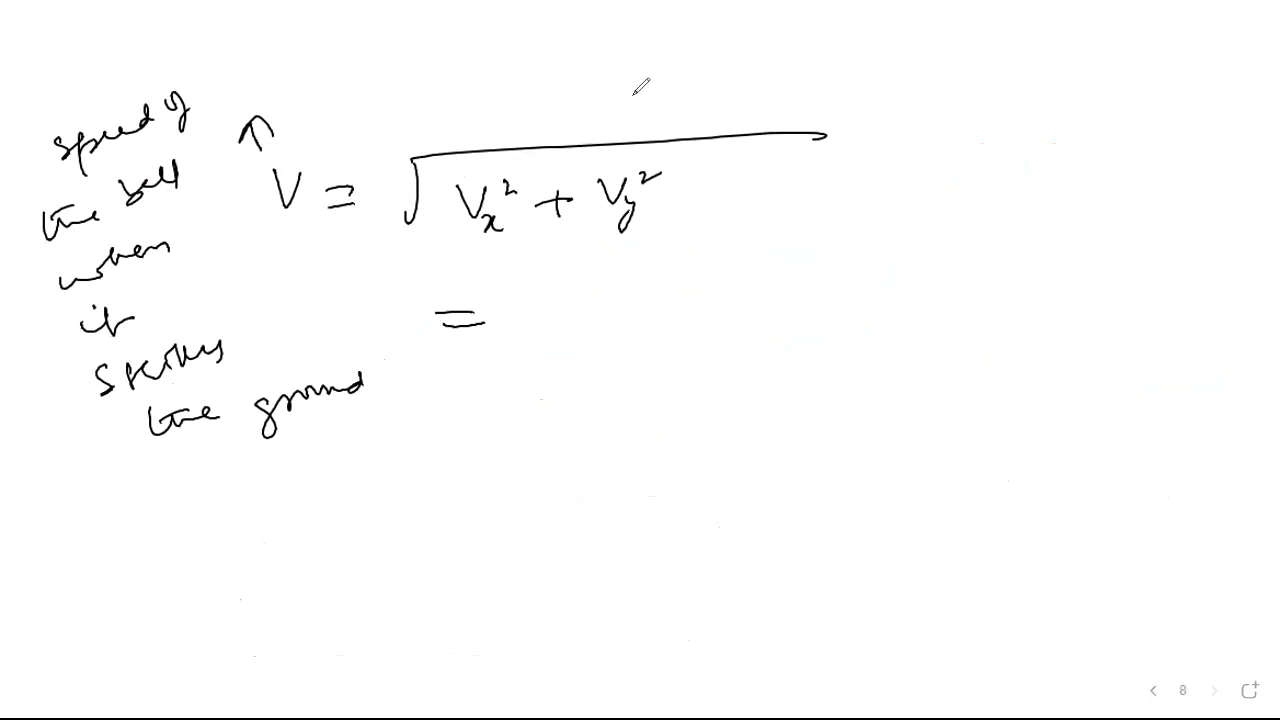 speed of
the ball
when
it
strikes
the ground
V = √(Vx² + Vy²)
=
8